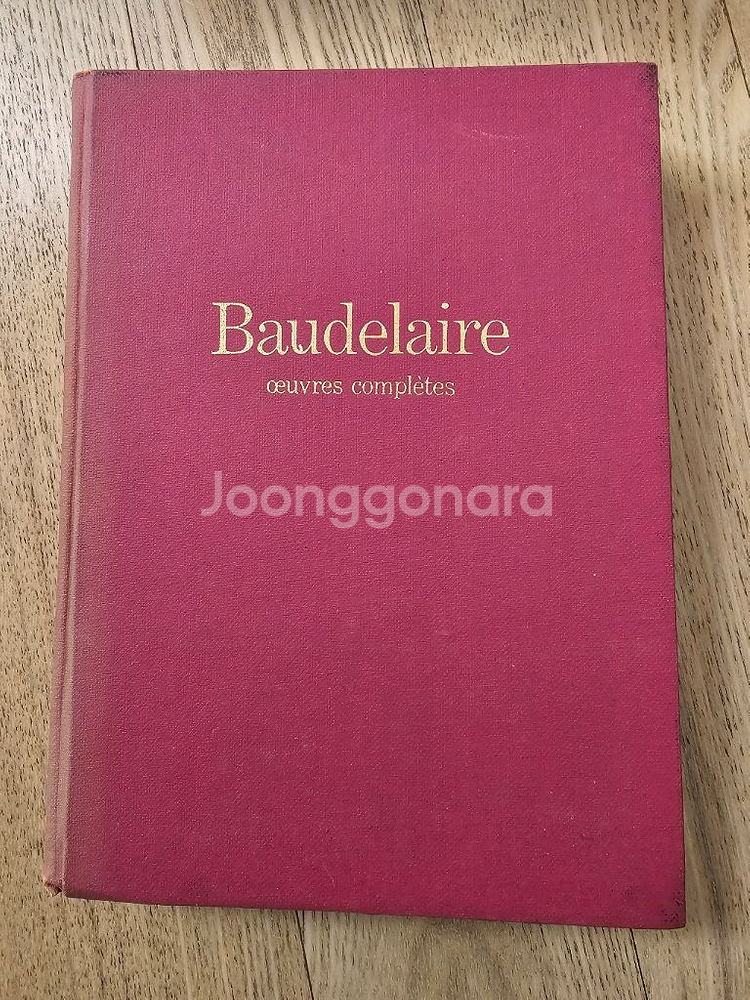 Baudelaire
œuvres complètes
Joonggonara